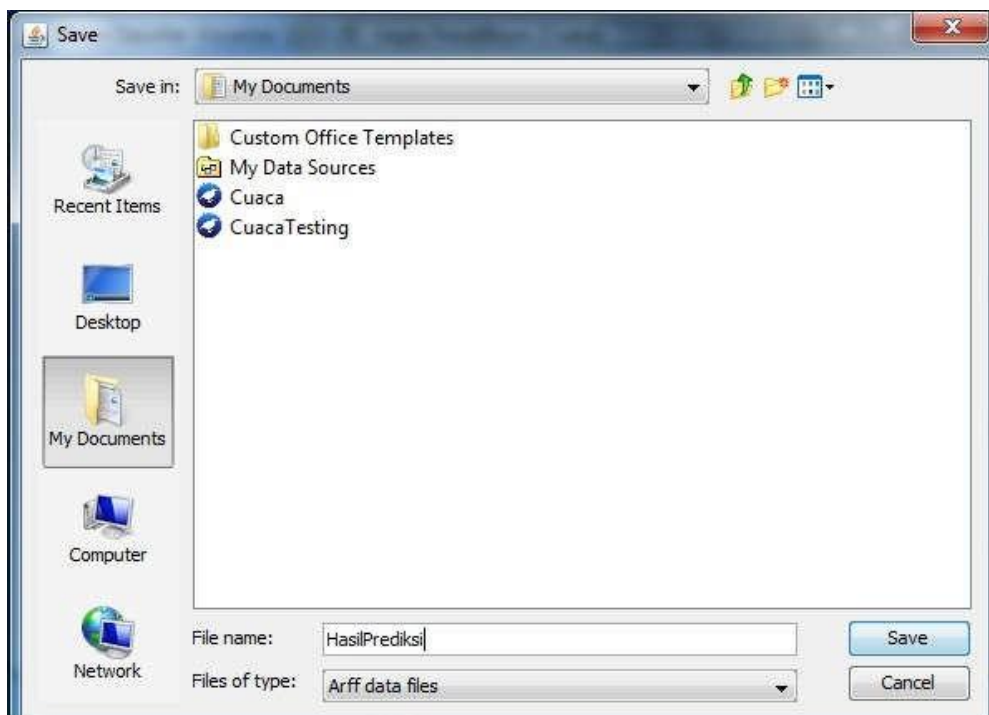 Save
Save in:
My Documents
Custom Office Templates
My Data Sources
Cuaca
CuacaTesting
Recent Items
Desktop
My Documents
Computer
Network
File name:
HasilPrediksi
Save
Files of type:
Arff data files
Cancel